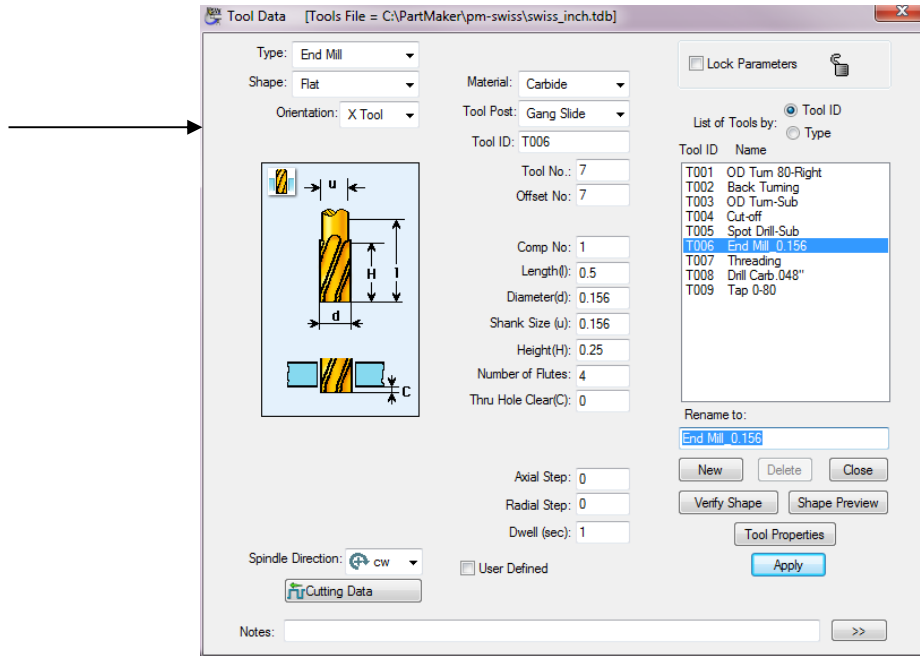 Tool Data [Tools File = C:\PartMaker\pm-swiss\swiss_inch.tdb]
Type: End Mill
Shape: Flat
Orientation: X Tool
u
H
l
d
C
Spindle Direction: CW
Cutting Data
Material: Carbide
Tool Post: Gang Slide
Tool ID: T006
Tool No.: 7
Offset No: 7
Comp No: 1
Length(l): 0.5
Diameter(d): 0.156
Shank Size (u): 0.156
Height(H): 0.25
Number of Flutes: 4
Thru Hole Clear(C): 0
Axial Step: 0
Radial Step: 0
Dwell (sec): 1
User Defined
Lock Parameters
List of Tools by: Tool ID
Type
Tool ID Name
T001 OD Turn 80-Right
T002 Back Turning
T003 OD Turn-Sub
T004 Cut-off
T005 Spot Drill-Sub
T006 End Mill_0.156
T007 Threading
T008 Drill Carb.048"
T009 Tap 0-80
Rename to:
End Mill_0.156
New Delete Close
Verify Shape Shape Preview
Tool Properties
Apply
Notes: >>